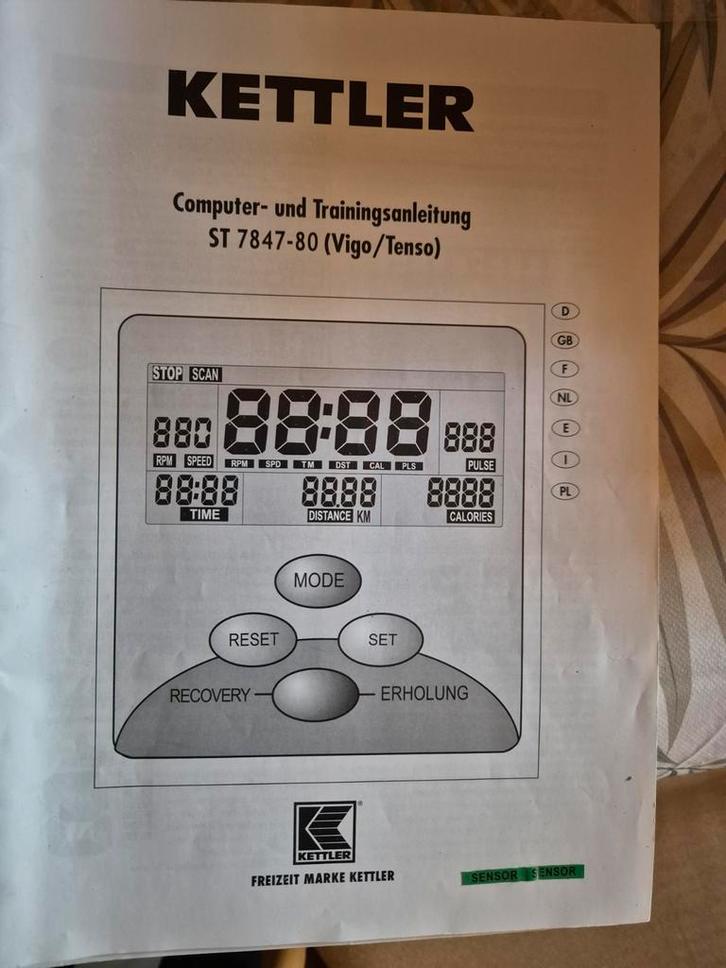 KETTLER
Computer- und Trainingsanleitung
ST 7847-80 (Vigo/Tenso)
D
GB
F
NL
E
I
PL
STOP SCAN
880 88:88 888
RPM SPEED RPM SPD TM DST CAL PLS PULSE
88:88 88.88 8888
TIME DISTANCE KM CALORIES
MODE
RESET SET
RECOVERY ERHOLUNG
KETTLER
FREIZEIT MARKE KETTLER
SENSOR SENSOR